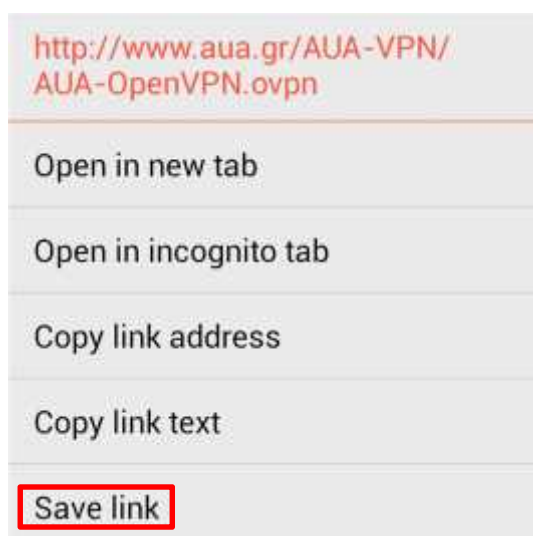 http://www.aua.gr/AUA-VPN/
AUA-OpenVPN.ovpn
Open in new tab
Open in incognito tab
Copy link address
Copy link text
Save link